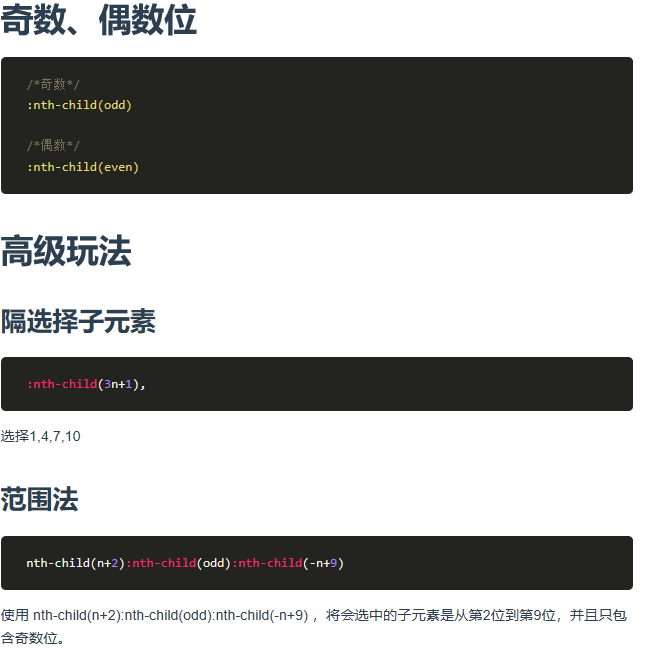 奇数、偶数位
/*奇数*/
:nth-child(odd)
/*偶数*/
:nth-child(even)
高级玩法
隔选择子元素
:nth-child(3n+1),
选择1,4,7,10
范围法
nth-child(n+2):nth-child(odd):nth-child(-n+9)
使用 nth-child(n+2):nth-child(odd):nth-child(-n+9) ，将会选中的子元素是从第2位到第9位，并且只包
含奇数位。